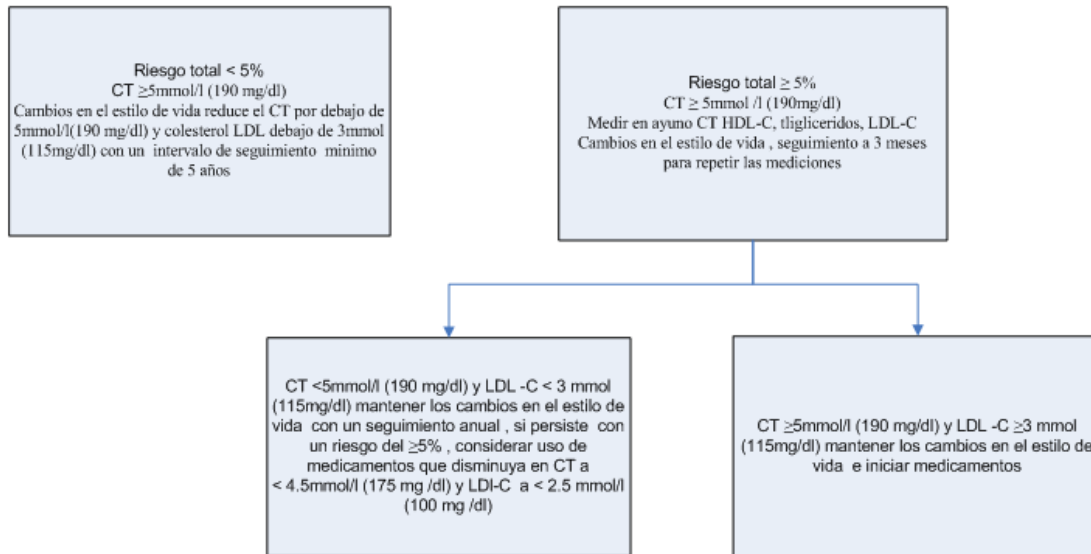 Riesgo total < 5%
CT ≥5mmol/l (190 mg/dl)
Cambios en el estilo de vida reduce el CT por debajo de
5mmol/l(190 mg/dl) y colesterol LDL debajo de 3mmol
(115mg/dl) con un intervalo de seguimiento minimo
de 5 años
Riesgo total ≥ 5%
CT ≥ 5mmol /l (190mg/dl)
Medir en ayuno CT HDL-C, tligliceridos, LDL-C
Cambios en el estilo de vida , seguimiento a 3 meses
para repetir las mediciones
CT <5mmol/l (190 mg/dl) y LDL -C < 3 mmol
(115mg/dl) mantener los cambios en el estilo de
vida con un seguimiento anual , si persiste con
un riesgo del ≥5% , considerar uso de
medicamentos que disminuya en CT a
< 4.5mmol/l (175 mg /dl) y LDl-C a < 2.5 mmol/l
(100 mg /dl)
CT ≥5mmol/l (190 mg/dl) y LDL -C ≥3 mmol
(115mg/dl) mantener los cambios en el estilo de
vida e iniciar medicamentos